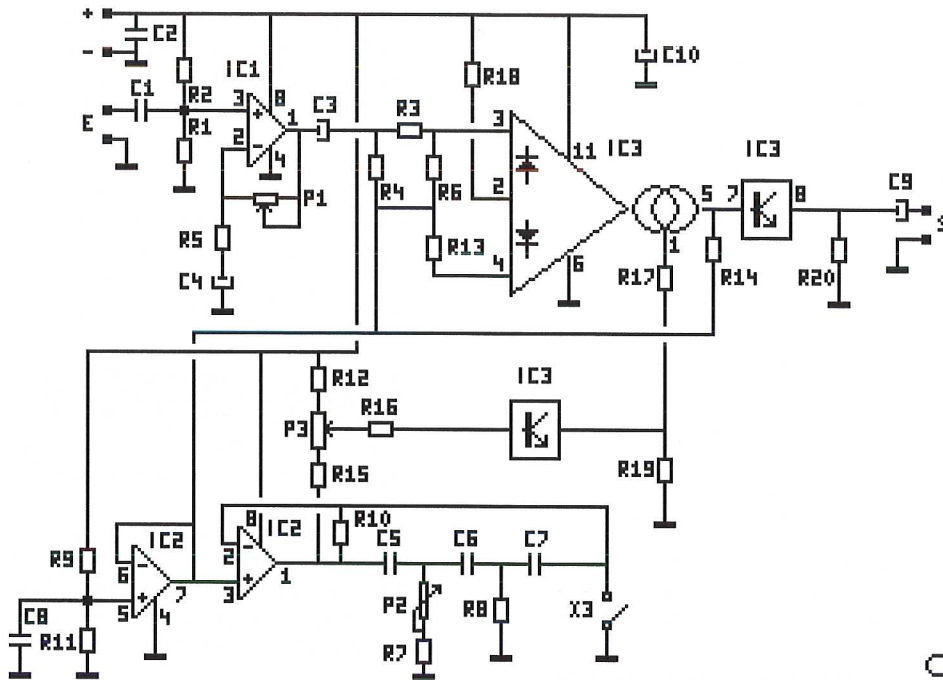 +
C2
C10
-
IC1
R18
C1
R2
3
+
8
1
C3
R3
3
E
R1
2
-
4
11
IC3
IC3
R4
R6
2
C9
P1
5
7
8
S
R5
R13
1
4
6
R17
R14
R20
C4
R12
IC3
R16
P3
R15
R19
8
IC2
R10
C5
C6
C7
R9
IC2
2
-
6
-
1
+
3
7
P2
R8
X3
5
+
4
C8
R11
R7